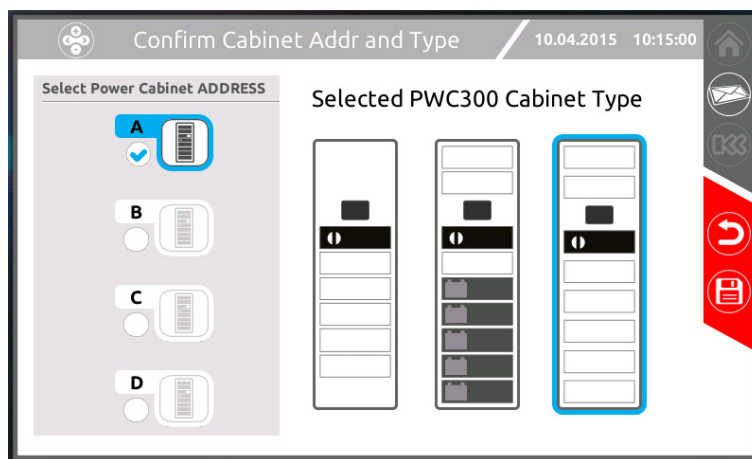 Confirm Cabinet Addr and Type
10.04.2015 10:15:00
Select Power Cabinet ADDRESS
A
B
C
D
Selected PWC300 Cabinet Type